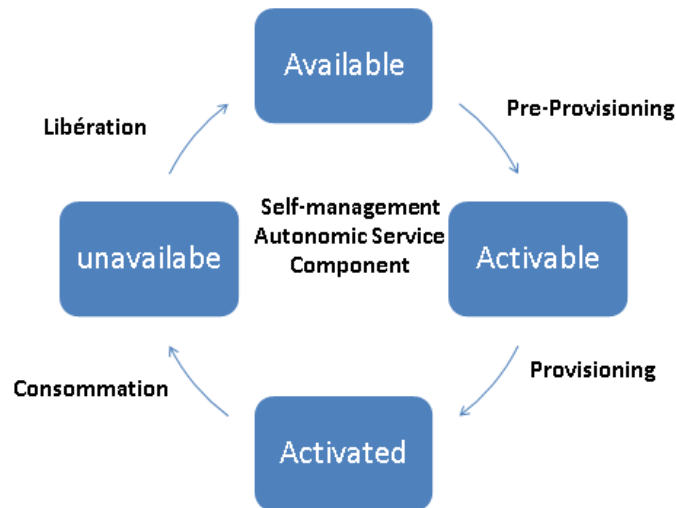 Available
Libération
Pre-Provisioning
Self-management
Autonomic Service
Component
unavailabe
Activable
Consommation
Provisioning
Activated